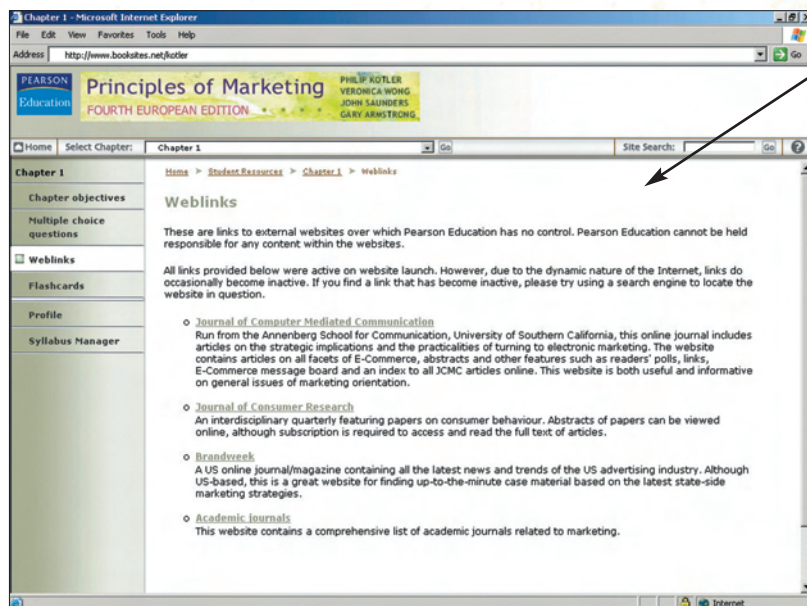 Chapter 1 - Microsoft Internet Explorer
File Edit View Favorites Tools Help
Address http://www.booksites.net/kotler Go
PEARSON
Education
Principles of Marketing
FOURTH EUROPEAN EDITION
PHILIP KOTLER
VERONICA WONG
JOHN SAUNDERS
GARY ARMSTRONG
Home Select Chapter: Chapter 1 Go Site Search: Go ?
Chapter 1
Chapter objectives
Multiple choice
questions
Weblinks
Flashcards
Profile
Syllabus Manager
Home > Student Resources > Chapter 1 > Weblinks
Weblinks
These are links to external websites over which Pearson Education has no control. Pearson Education cannot be held
responsible for any content within the websites.
All links provided below were active on website launch. However, due to the dynamic nature of the Internet, links do
occasionally become inactive. If you find a link that has become inactive, please try using a search engine to locate the
website in question.
Journal of Computer Mediated Communication
Run from the Annenberg School for Communication, University of Southern California, this online journal includes
articles on the strategic implications and the practicalities of turning to electronic marketing. The website
contains articles on all facets of E-Commerce, abstracts and other features such as readers' polls, links,
E-Commerce message board and an index to all JCMC articles online. This website is both useful and informative
on general issues of marketing orientation.
Journal of Consumer Research
An interdisciplinary quarterly featuring papers on consumer behaviour. Abstracts of papers can be viewed
online, although subscription is required to access and read the full text of articles.
Brandweek
A US online journal/magazine containing all the latest news and trends of the US advertising industry. Although
US-based, this is a great website for finding up-to-the-minute case material based on the latest state-side
marketing strategies.
Academic journals
This website contains a comprehensive list of academic journals related to marketing.
Internet